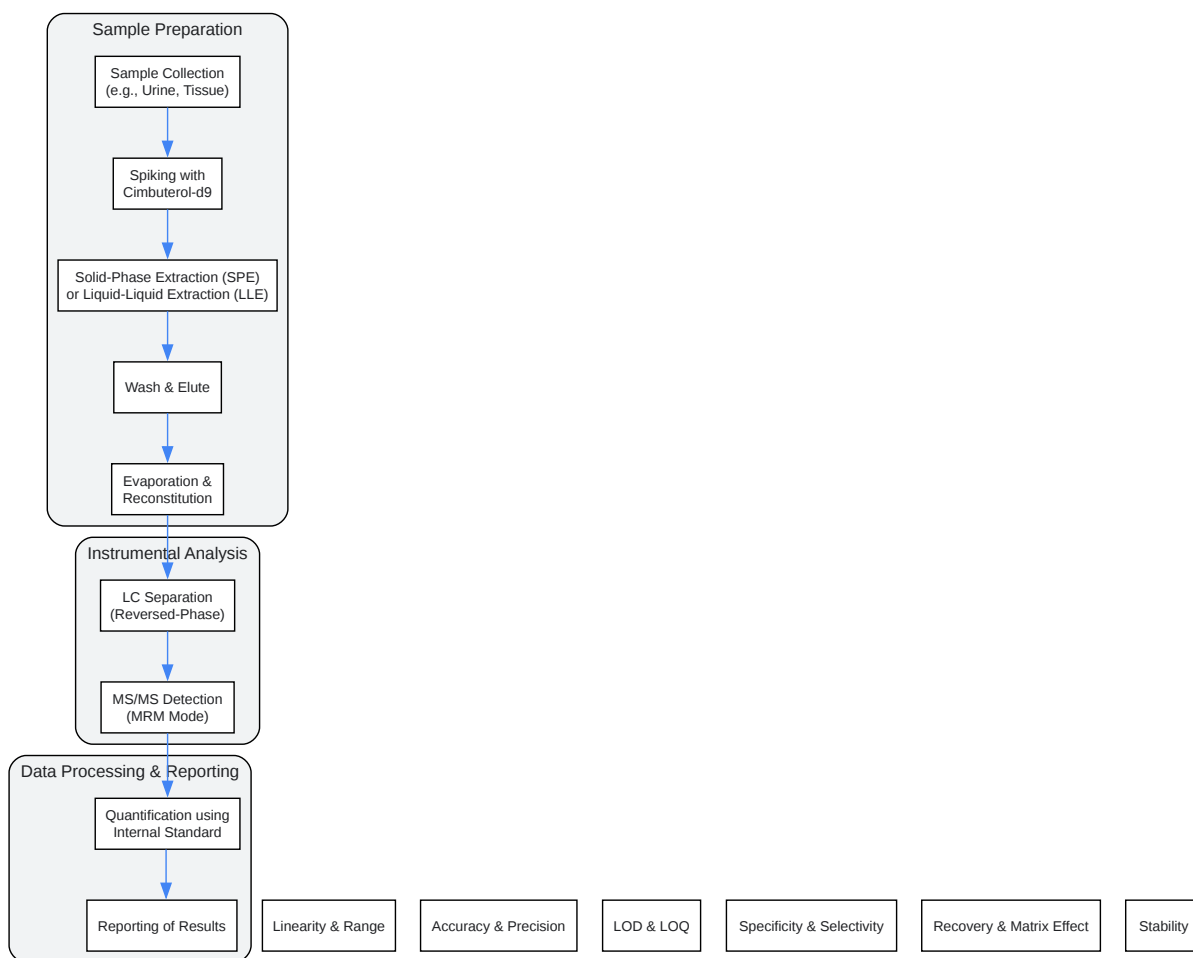 Sample Preparation
Sample Collection
(e.g., Urine, Tissue)
Spiking with
Cimbuterol-d9
Solid-Phase Extraction (SPE)
or Liquid-Liquid Extraction (LLE)
Wash & Elute
Evaporation &
Reconstitution
Instrumental Analysis
LC Separation
(Reversed-Phase)
MS/MS Detection
(MRM Mode)
Data Processing & Reporting
Quantification using
Internal Standard
Reporting of Results
Linearity & Range
Accuracy & Precision
LOD & LOQ
Specificity & Selectivity
Recovery & Matrix Effect
Stability